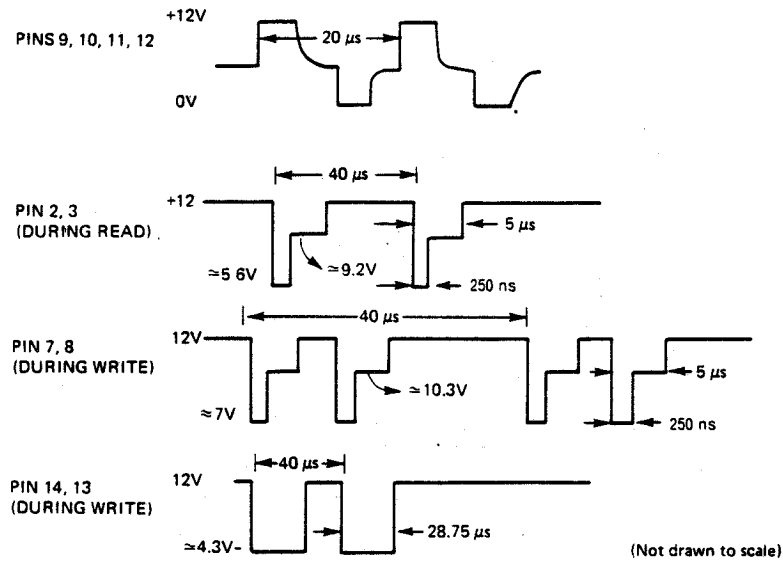 +12V
PINS 9, 10, 11, 12
20 μs
0V
40 μs
+12
PIN 2, 3
(DURING READ)
5 μs
≃5 6V
≃9.2V
250 ns
40 μs
12V
PIN 7, 8
(DURING WRITE)
5 μs
≃10.3V
≈7V
250 ns
40 μs
12V
PIN 14, 13
(DURING WRITE)
28.75 μs
≃4.3V-
(Not drawn to scale)